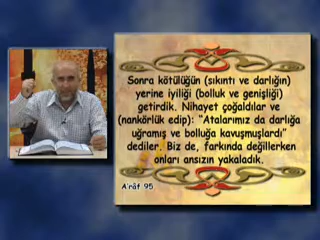 Sonra kötülüğün (sıkıntı ve darlığın)
yerine iyiliği (bolluk ve genişliği)
getirdik. Nihayet çoğaldılar ve
(nankörlük edip): “Atalarımız da darlığa
uğramış ve bolluğa kavuşmuşlardı”
dediler. Biz de, farkında değillerken
onları ansızın yakaladık.
A'râf 95